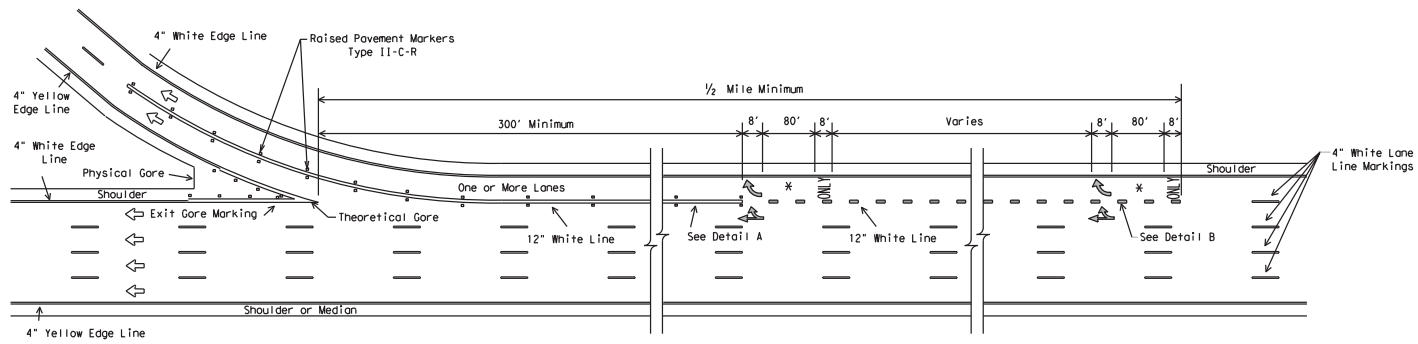 4" White Edge Line
Raised Pavement Markers
Type II-C-R
4" Yellow
Edge Line
½ Mile Minimum
300' Minimum
8'
80'
8'
Varies
8'
80'
8'
4" White Edge
Line
Physical Gore
Shoulder
Exit Gore Marking
Theoretical Gore
One or More Lanes
12" White Line
See Detail A
*
ONLY
12" White Line
*
ONLY
See Detail B
Shoulder
4" White Lane
Line Markings
Shoulder or Median
4" Yellow Edge Line